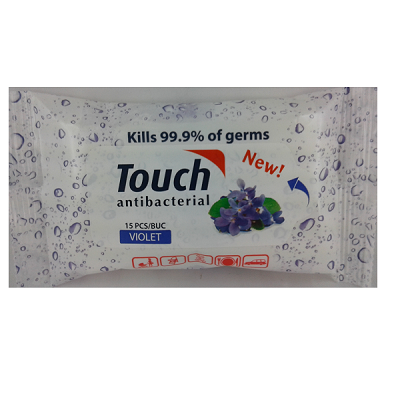 Kills 99.9% of germs
New!
Touch
antibacterial
15 PCS/BUC
VIOLET